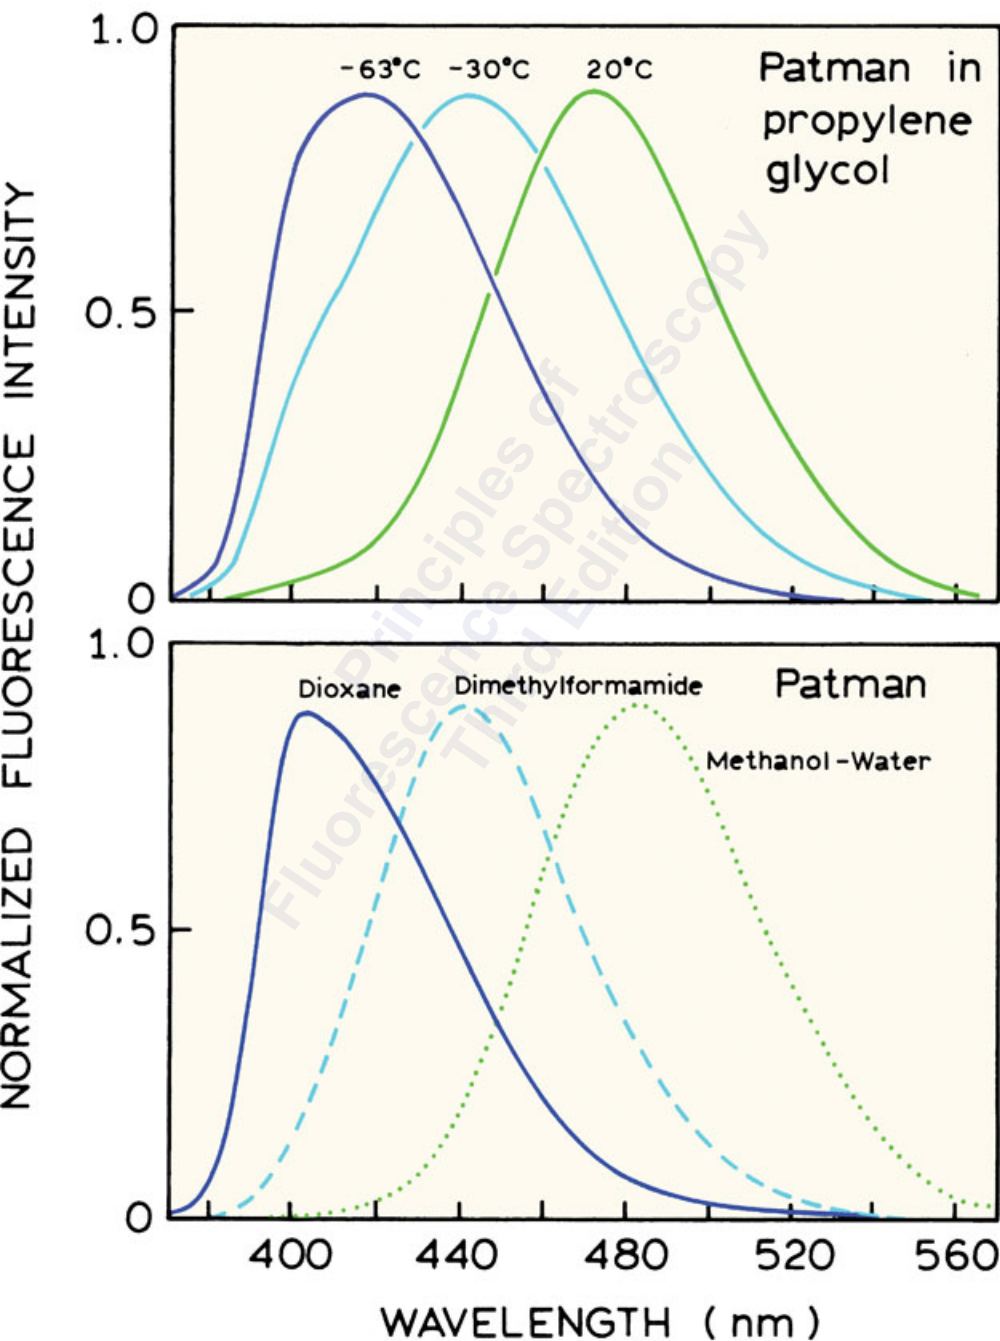 1.0
-63°C -30°C 20°C
Patman in
propylene
glycol
0.5
0
NORMALIZED FLUORESCENCE INTENSITY
Principles of
Fluorescence Spectroscopy
Third Edition
1.0
Dioxane Dimethylformamide Patman
Methanol-Water
0.5
0
400 440 480 520 560
WAVELENGTH (nm)